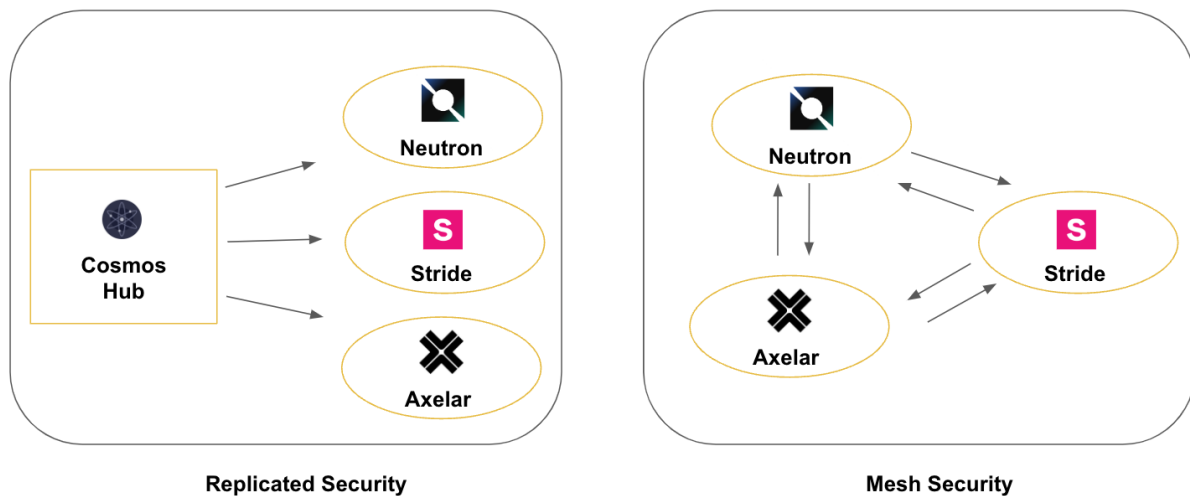 Neutron
S
Stride
Axelar
Cosmos
Hub
Replicated Security
Neutron
S
Stride
Axelar
Mesh Security